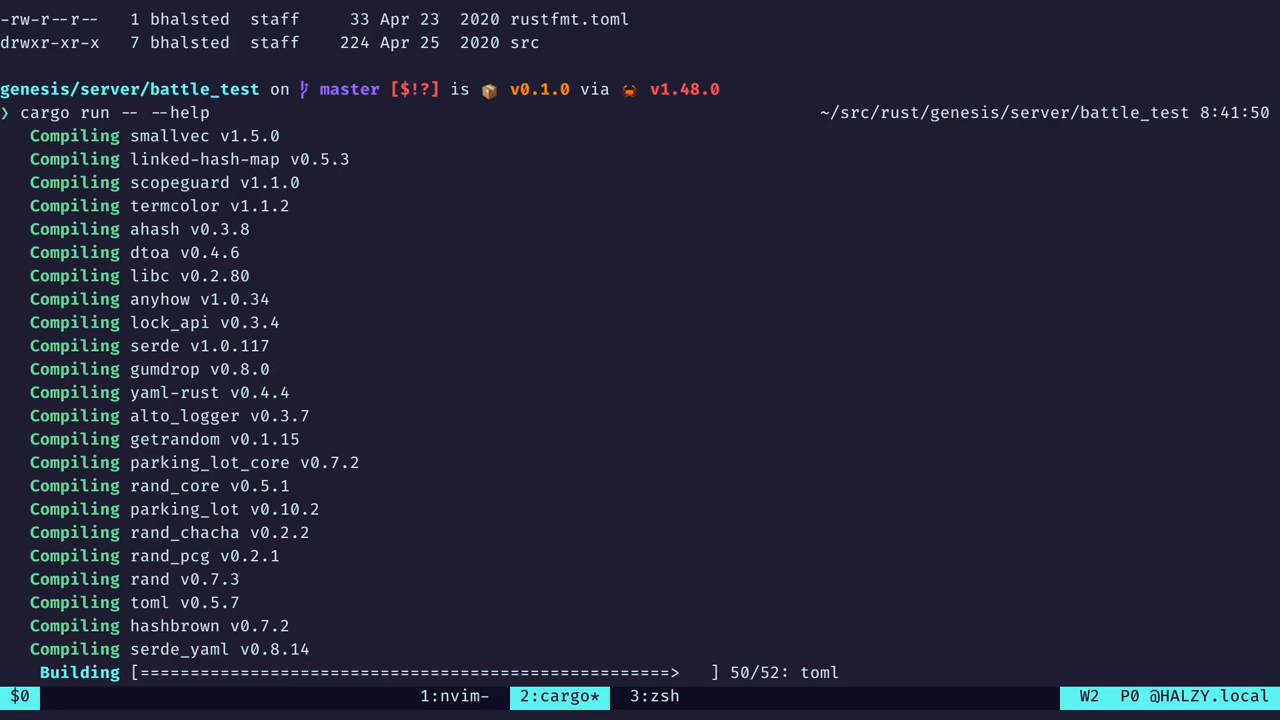 -rw-r--r--   1 bhalsted  staff     33 Apr 23  2020 rustfmt.toml
drwxr-xr-x   7 bhalsted  staff    224 Apr 25  2020 src
genesis/server/battle_test on  master [$!?] is 📦 v0.1.0 via 🦀 v1.48.0
❯ cargo run -- --help ~/src/rust/genesis/server/battle_test 8:41:50
Compiling smallvec v1.5.0
Compiling linked-hash-map v0.5.3
Compiling scopeguard v1.1.0
Compiling termcolor v1.1.2
Compiling ahash v0.3.8
Compiling dtoa v0.4.6
Compiling libc v0.2.80
Compiling anyhow v1.0.34
Compiling lock_api v0.3.4
Compiling serde v1.0.117
Compiling gumdrop v0.8.0
Compiling yaml-rust v0.4.4
Compiling alto_logger v0.3.7
Compiling getrandom v0.1.15
Compiling parking_lot_core v0.7.2
Compiling rand_core v0.5.1
Compiling parking_lot v0.10.2
Compiling rand_chacha v0.2.2
Compiling rand_pcg v0.2.1
Compiling rand v0.7.3
Compiling toml v0.5.7
Compiling hashbrown v0.7.2
Compiling serde_yaml v0.8.14
Building [=====================================================>   ] 50/52: toml
$0 1:nvim- 2:cargo* 3:zsh W2 P0 @HALZY.local